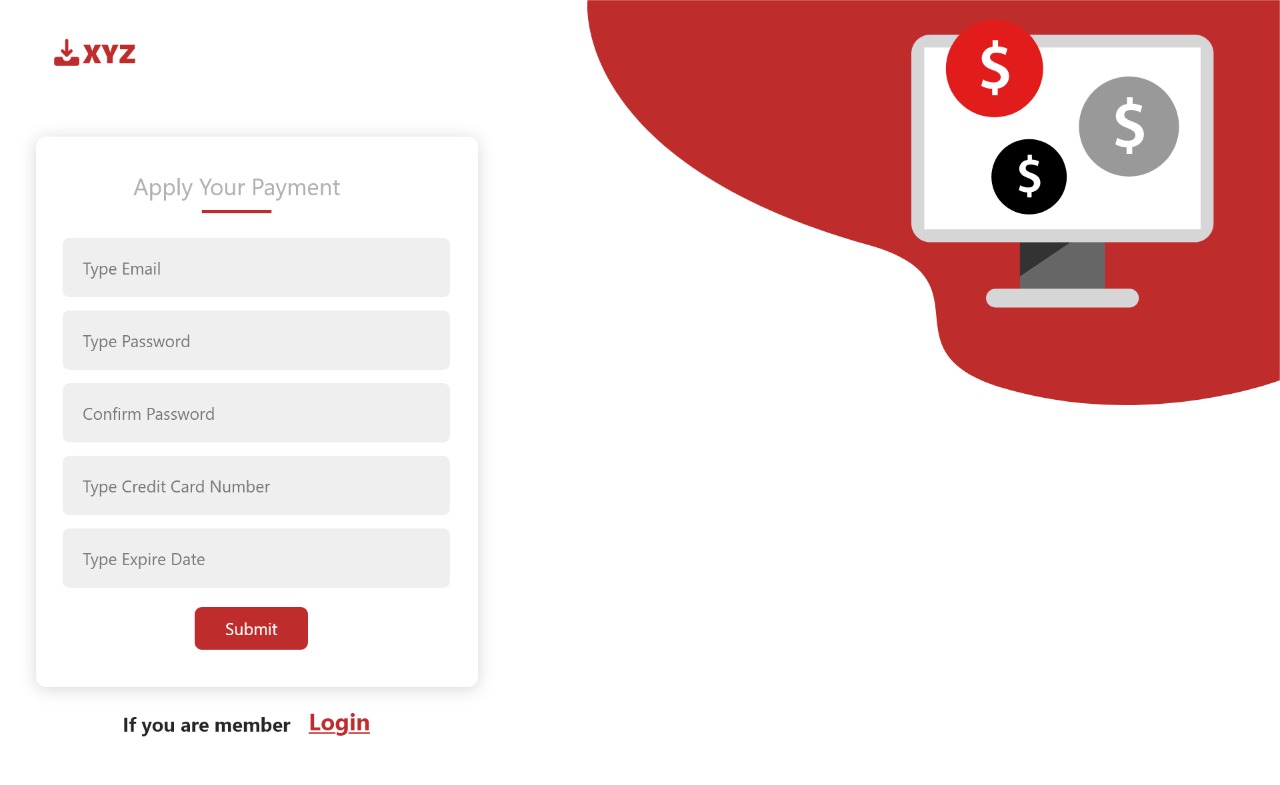 XYZ
Apply Your Payment
Type Email
Type Password
Confirm Password
Type Credit Card Number
Type Expire Date
Submit
If you are member Login
$
$
$